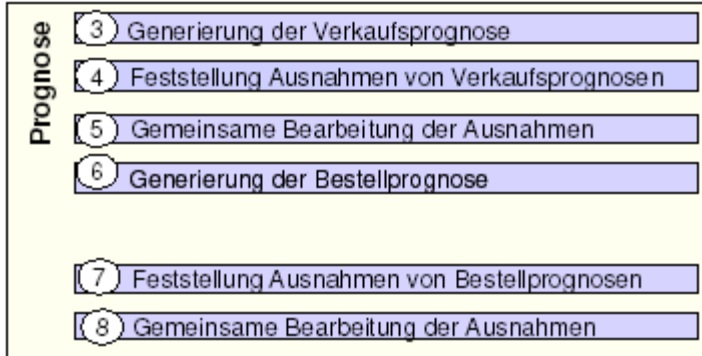 Prognose
3 Generierung der Verkaufsprognose
4 Feststellung Ausnahmen von Verkaufsprognosen
5 Gemeinsame Bearbeitung der Ausnahmen
6 Generierung der Bestellprognose
7 Feststellung Ausnahmen von Bestellprognosen
8 Gemeinsame Bearbeitung der Ausnahmen